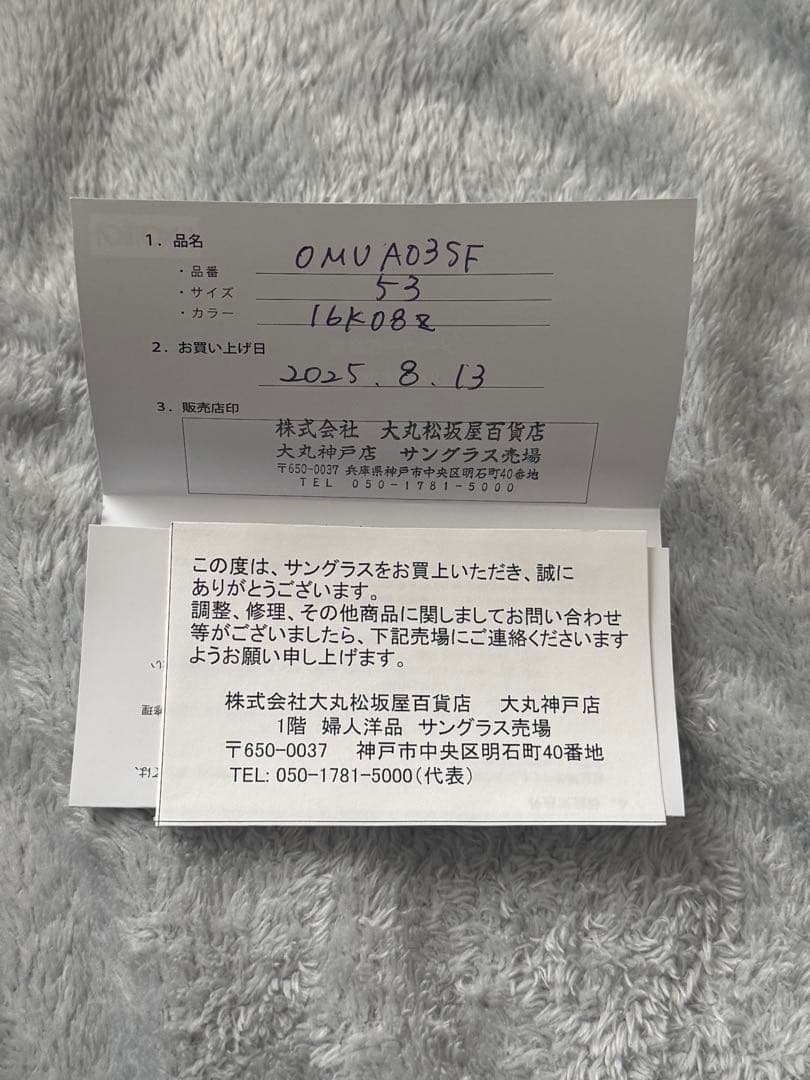 1. 品名
・品番 OMU A03SF
・サイズ 53
・カラー 16K08Z
2. お買い上げ日
2025. 8. 13
3. 販売店印
株式会社 大丸松坂屋百貨店
大丸神戸店 サングラス売場
〒650-0037 兵庫県神戸市中央区明石町40番地
TEL 050-1781-5000
この度は、サングラスをお買上いただき、誠に
ありがとうございます。
調整、修理、その他商品に関しましてお問い合わせ
等がございましたら、下記売場にご連絡くださいます
ようお願い申し上げます。
株式会社大丸松坂屋百貨店 大丸神戸店
1階 婦人洋品 サングラス売場
〒650-0037 神戸市中央区明石町40番地
TEL: 050-1781-5000(代表)